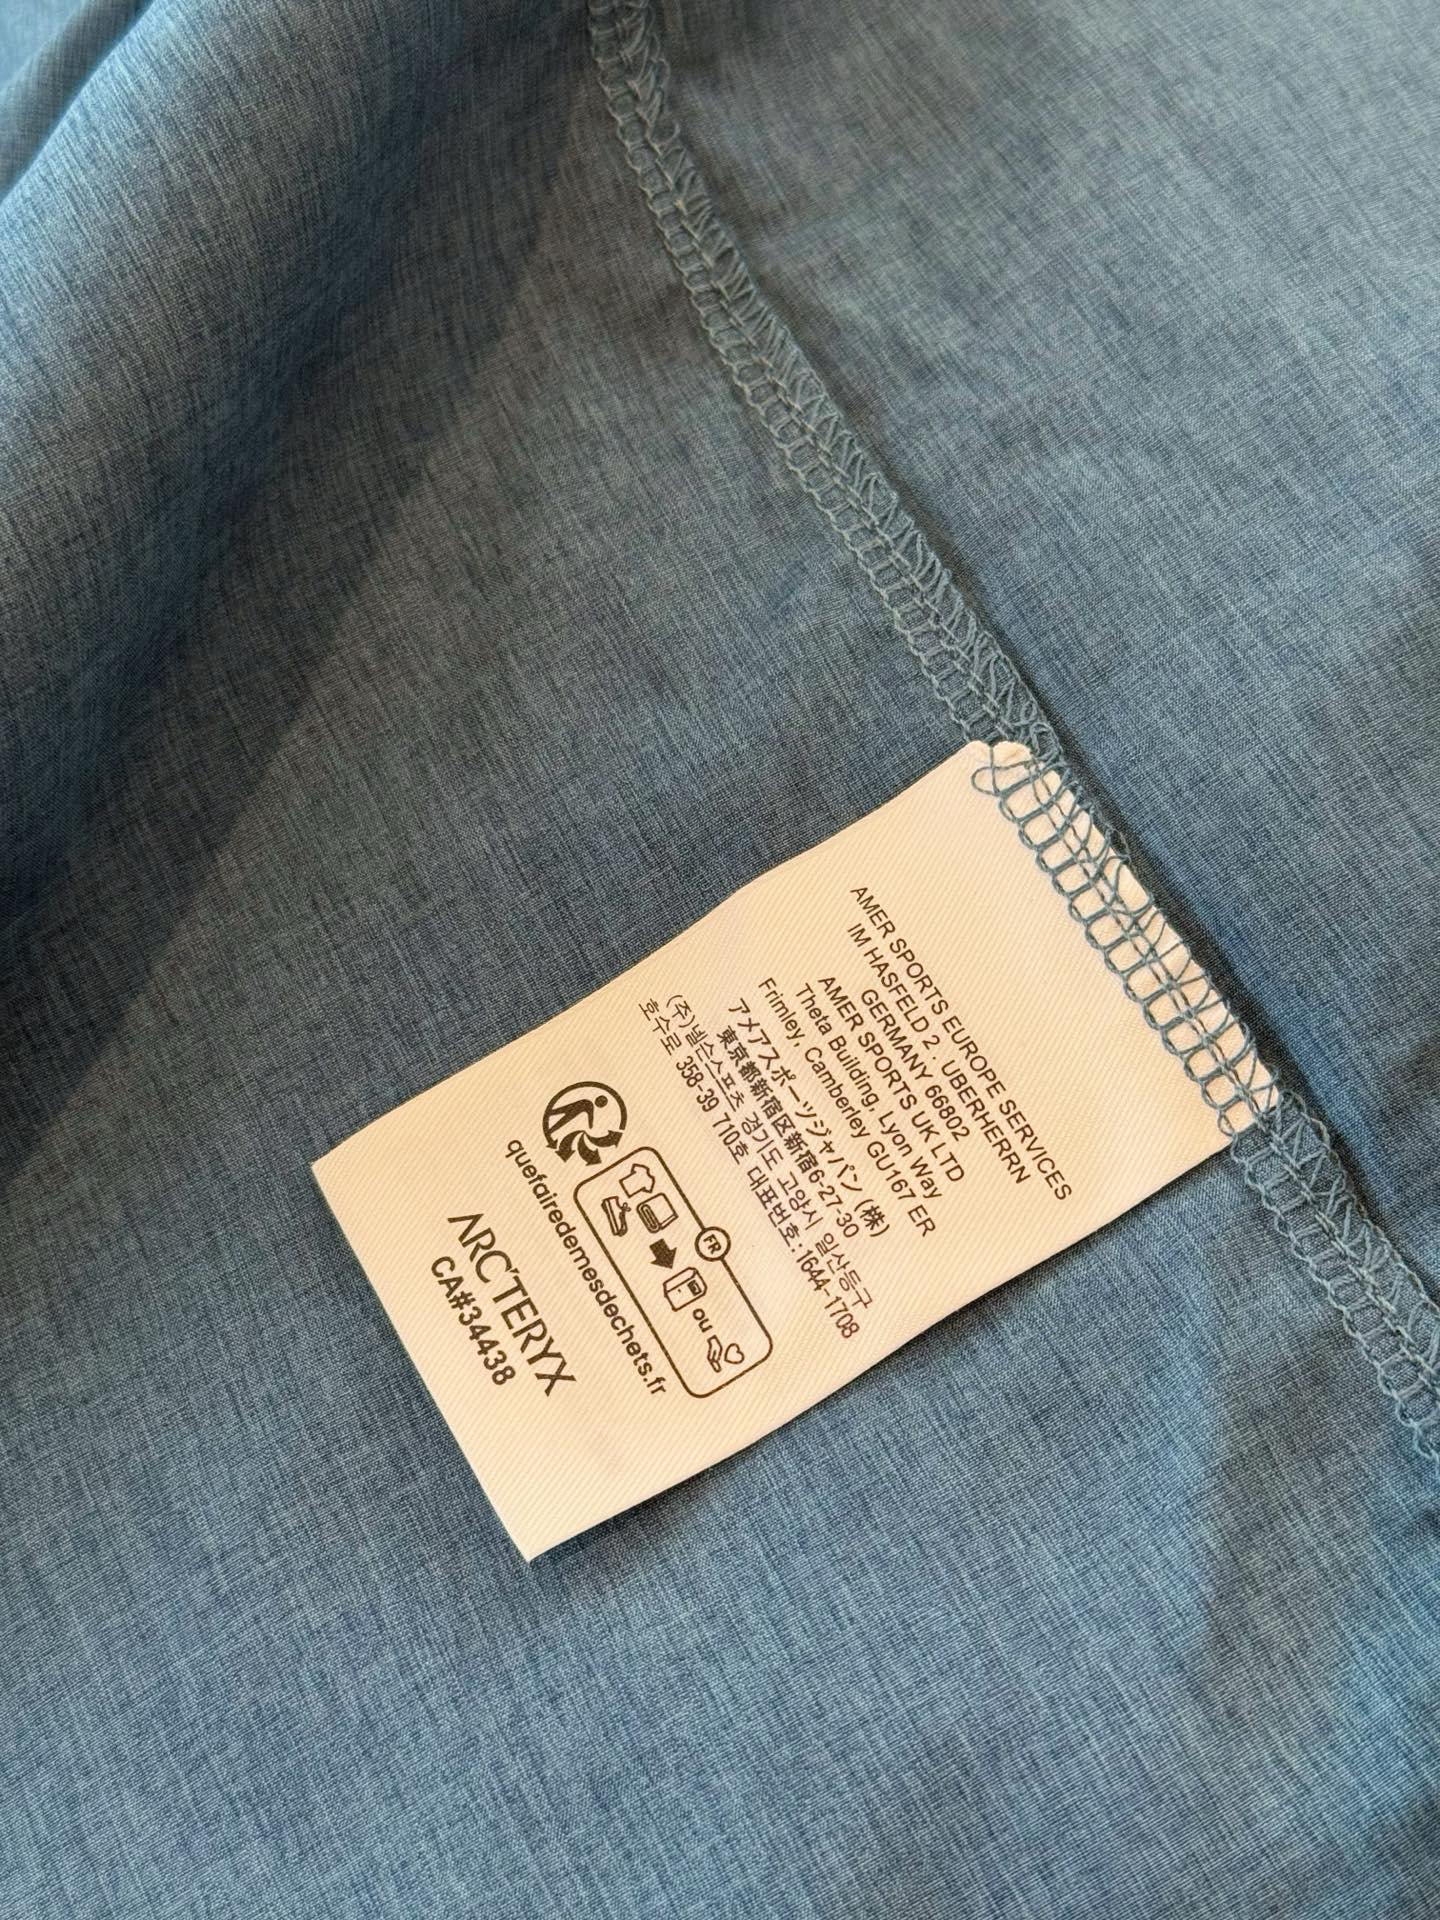 AMER SPORTS EUROPE SERVICES
IM HASFELD 2 . UBERHERRN
GERMANY 66802
AMER SPORTS UK LTD
Theta Building, Lyon Way
Frimley, Camberley GU167 ER
アメアスポーツジャパン (株)
東京都新宿区新宿6-27-30
(주)넬슨스포츠 경기도 고양시 일산동구
호수로 358-39 710호 대표번호: 1644-1708
FR
ou
quefairedemesdechets.fr
ARC'TERYX
CA#34438